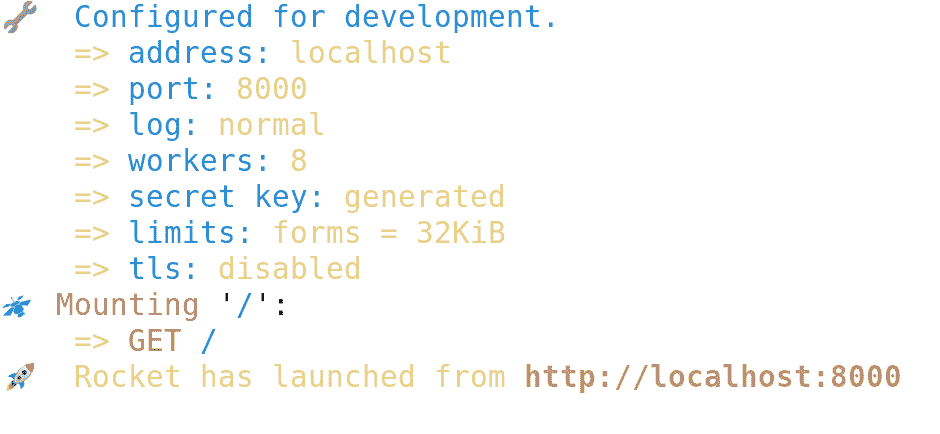 🔧 Configured for development.
=> address: localhost
=> port: 8000
=> log: normal
=> workers: 8
=> secret key: generated
=> limits: forms = 32KiB
=> tls: disabled
🛰 Mounting '/':
=> GET /
🚀 Rocket has launched from http://localhost:8000